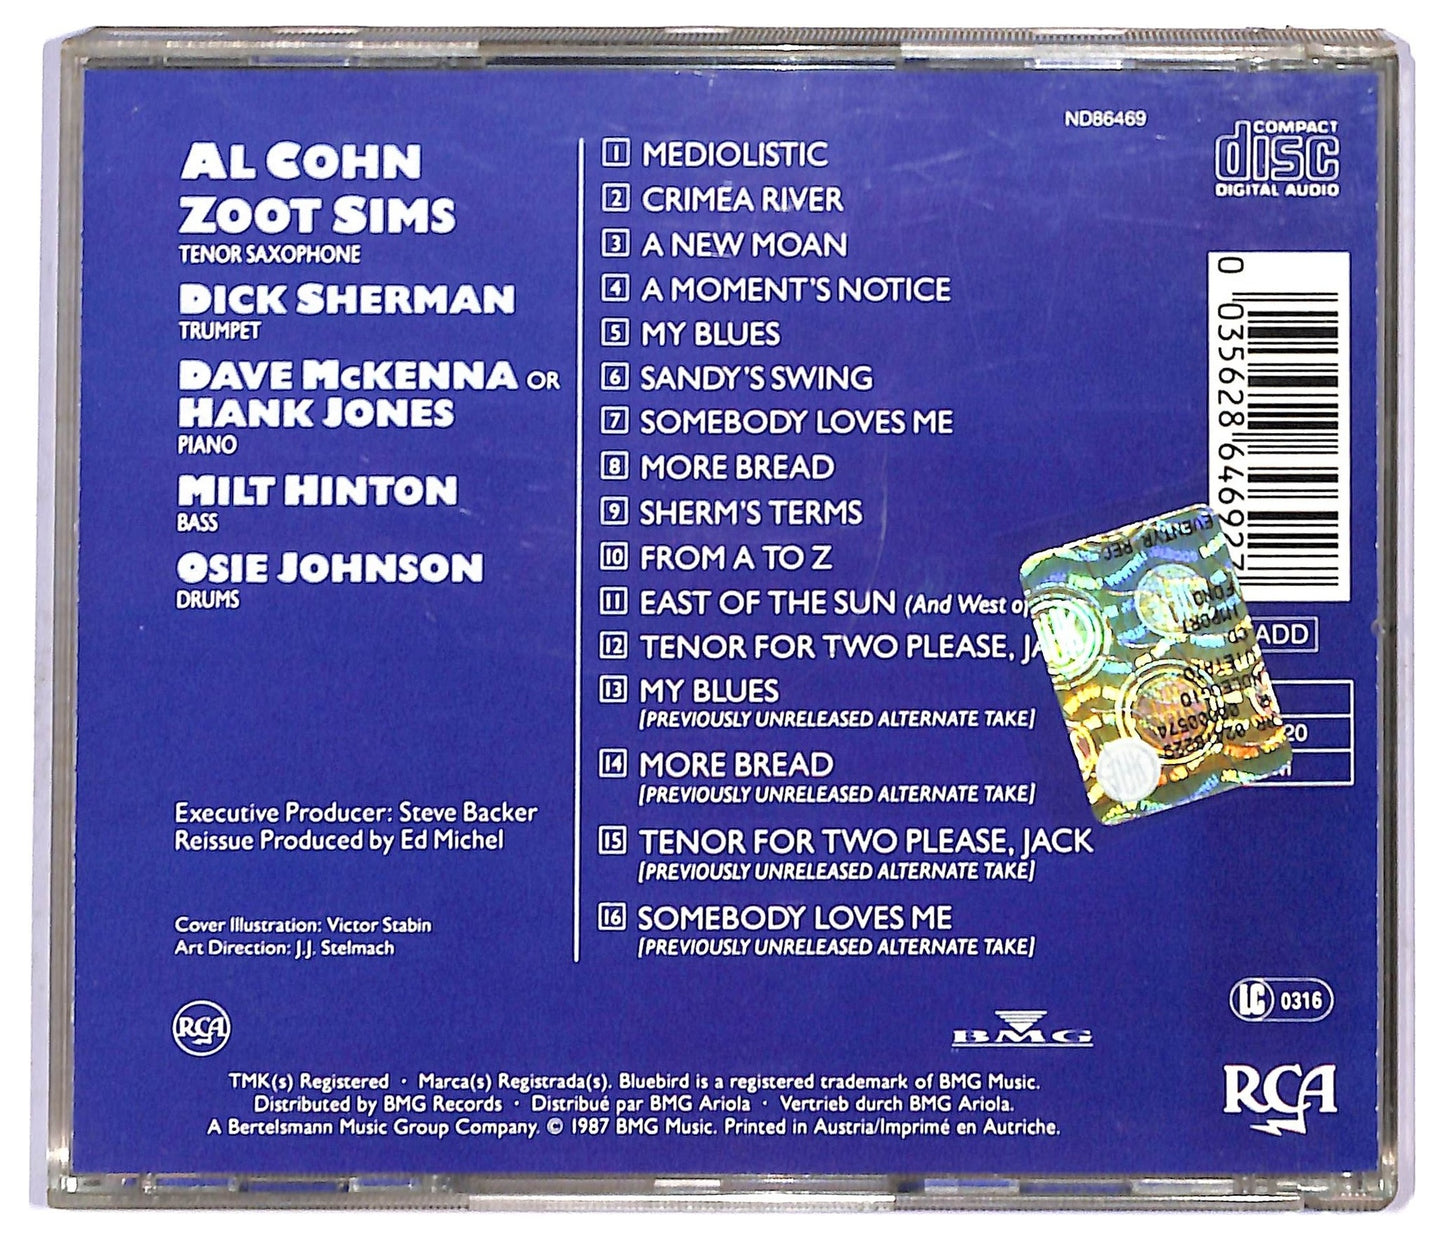 AL COHN
ZOOT SIMS
TENOR SAXOPHONE
DICK SHERMAN
TRUMPET
DAVE McKENNA OR
HANK JONES
PIANO
MILT HINTON
BASS
OSIE JOHNSON
DRUMS
Executive Producer: Steve Backer
Reissue Produced by Ed Michel
Cover Illustration: Victor Stabin
Art Direction: J.J. Stelmach
1 MEDIOLISTIC
2 CRIMEA RIVER
3 A NEW MOAN
4 A MOMENT'S NOTICE
5 MY BLUES
6 SANDY'S SWING
7 SOMEBODY LOVES ME
8 MORE BREAD
9 SHERM'S TERMS
10 FROM A TO Z
11 EAST OF THE SUN (And West
12 TENOR FOR TWO PLEASE,
13 MY BLUES
[PREVIOUSLY UNRELEASED ALTERNATE TAKE]
14 MORE BREAD
[PREVIOUSLY UNRELEASED ALTERNATE TAKE]
15 TENOR FOR TWO PLEASE, JACK
[PREVIOUSLY UNRELEASED ALTERNATE TAKE]
16 SOMEBODY LOVES ME
[PREVIOUSLY UNRELEASED ALTERNATE TAKE]
ND86469
COMPACT
disc
DIGITAL AUDIO
0 035628 646927
EVENTYR REC
IMPORT
ADD
20
LC 0316
RCA
BMG
RCA
TMK(s) Registered · Marca(s) Registrada(s). Bluebird is a registered trademark of BMG Music.
Distributed by BMG Records · Distribué par BMG Ariola · Vertrieb durch BMG Ariola.
A Bertelsmann Music Group Company. © 1987 BMG Music. Printed in Austria/Imprimé en Autriche.